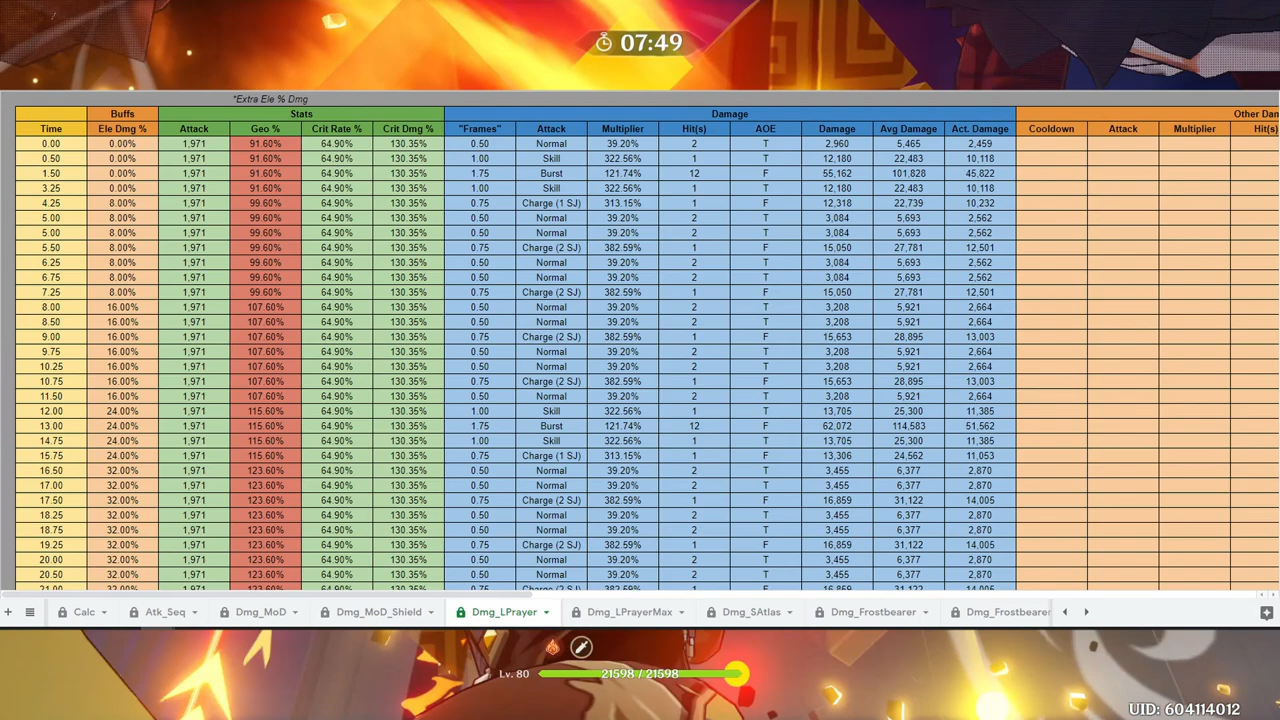 07:49
*Extra Ele % Dmg
Buffs Stats Damage Other Dan
Time Ele Dmg % Attack Geo % Crit Rate % Crit Dmg % "Frames" Attack Multiplier Hit(s) AOE Damage Avg Damage Act. Damage Cooldown Attack Multiplier Hit(s)
0.00 0.00% 1,971 91.60% 64.90% 130.35% 0.50 Normal 39.20% 2 T 2,960 5,465 2,459
0.50 0.00% 1,971 91.60% 64.90% 130.35% 1.00 Skill 322.56% 1 T 12,180 22,483 10,118
1.50 0.00% 1,971 91.60% 64.90% 130.35% 1.75 Burst 121.74% 12 F 55,162 101,828 45,822
3.25 0.00% 1,971 91.60% 64.90% 130.35% 1.00 Skill 322.56% 1 T 12,180 22,483 10,118
4.25 8.00% 1,971 99.60% 64.90% 130.35% 0.75 Charge (1 SJ) 313.15% 1 F 12,318 22,739 10,232
5.00 8.00% 1,971 99.60% 64.90% 130.35% 0.50 Normal 39.20% 2 T 3,084 5,693 2,562
5.00 8.00% 1,971 99.60% 64.90% 130.35% 0.50 Normal 39.20% 2 T 3,084 5,693 2,562
5.50 8.00% 1,971 99.60% 64.90% 130.35% 0.75 Charge (2 SJ) 382.59% 1 F 15,050 27,781 12,501
6.25 8.00% 1,971 99.60% 64.90% 130.35% 0.50 Normal 39.20% 2 T 3,084 5,693 2,562
6.75 8.00% 1,971 99.60% 64.90% 130.35% 0.50 Normal 39.20% 2 T 3,084 5,693 2,562
7.25 8.00% 1,971 99.60% 64.90% 130.35% 0.75 Charge (2 SJ) 382.59% 1 F 15,050 27,781 12,501
8.00 16.00% 1,971 107.60% 64.90% 130.35% 0.50 Normal 39.20% 2 T 3,208 5,921 2,664
8.50 16.00% 1,971 107.60% 64.90% 130.35% 0.50 Normal 39.20% 2 T 3,208 5,921 2,664
9.00 16.00% 1,971 107.60% 64.90% 130.35% 0.75 Charge (2 SJ) 382.59% 1 F 15,653 28,895 13,003
9.75 16.00% 1,971 107.60% 64.90% 130.35% 0.50 Normal 39.20% 2 T 3,208 5,921 2,664
10.25 16.00% 1,971 107.60% 64.90% 130.35% 0.50 Normal 39.20% 2 T 3,208 5,921 2,664
10.75 16.00% 1,971 107.60% 64.90% 130.35% 0.75 Charge (2 SJ) 382.59% 1 F 15,653 28,895 13,003
11.50 16.00% 1,971 107.60% 64.90% 130.35% 0.50 Normal 39.20% 2 T 3,208 5,921 2,664
12.00 24.00% 1,971 115.60% 64.90% 130.35% 1.00 Skill 322.56% 1 T 13,705 25,300 11,385
13.00 24.00% 1,971 115.60% 64.90% 130.35% 1.75 Burst 121.74% 12 F 62,072 114,583 51,562
14.75 24.00% 1,971 115.60% 64.90% 130.35% 1.00 Skill 322.56% 1 T 13,705 25,300 11,385
15.75 24.00% 1,971 115.60% 64.90% 130.35% 0.75 Charge (1 SJ) 313.15% 1 F 13,306 24,562 11,053
16.50 32.00% 1,971 123.60% 64.90% 130.35% 0.50 Normal 39.20% 2 T 3,455 6,377 2,870
17.00 32.00% 1,971 123.60% 64.90% 130.35% 0.50 Normal 39.20% 2 T 3,455 6,377 2,870
17.50 32.00% 1,971 123.60% 64.90% 130.35% 0.75 Charge (2 SJ) 382.59% 1 F 16,859 31,122 14,005
18.25 32.00% 1,971 123.60% 64.90% 130.35% 0.50 Normal 39.20% 2 T 3,455 6,377 2,870
18.75 32.00% 1,971 123.60% 64.90% 130.35% 0.50 Normal 39.20% 2 T 3,455 6,377 2,870
19.25 32.00% 1,971 123.60% 64.90% 130.35% 0.75 Charge (2 SJ) 382.59% 1 F 16,859 31,122 14,005
20.00 32.00% 1,971 123.60% 64.90% 130.35% 0.50 Normal 39.20% 2 T 3,455 6,377 2,870
20.50 32.00% 1,971 123.60% 64.90% 130.35% 0.50 Normal 39.20% 2 T 3,455 6,377 2,870
21.00 32.00% 1,971 123.60% 64.90% 130.35% 0.75 Charge (2 SJ) 382.59% 1 F 16,859 31,122 14,005
Calc Atk_Seq Dmg_MoD Dmg_MoD_Shield Dmg_LPrayer Dmg_LPrayerMax Dmg_SAtlas Dmg_Frostbearer Dmg_Frostbearer
Lv. 80 21598 / 21598
UID: 604114012